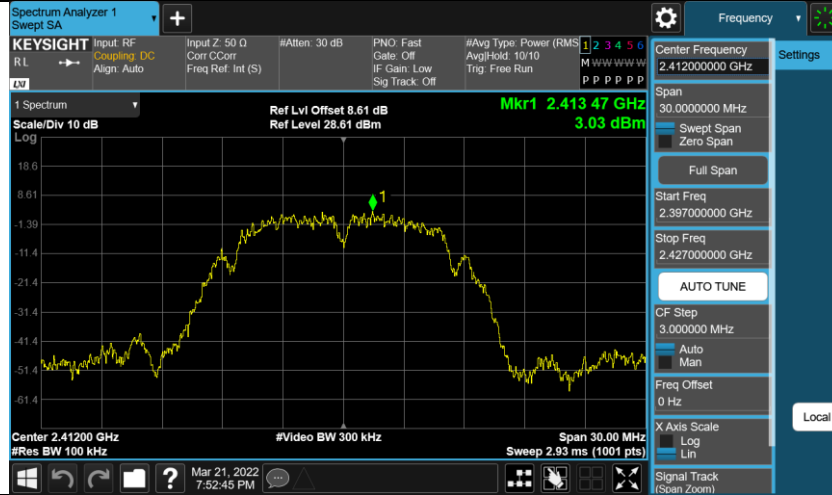 Spectrum Analyzer 1
Swept SA
+
Frequency
KEYSIGHT
RL
LXI
Input: RF
Coupling: DC
Align: Auto
Input Z: 50 Ω
Corr CCorr
Freq Ref: Int (S)
#Atten: 30 dB
PNO: Fast
Gate: Off
IF Gain: Low
Sig Track: Off
#Avg Type: Power (RMS
Avg|Hold: 10/10
Trig: Free Run
1 2 3 4 5 6
M W W W W W
P P P P P P
1 Spectrum
Scale/Div 10 dB
Log
Ref Lvl Offset 8.61 dB
Ref Level 28.61 dBm
Mkr1 2.413 47 GHz
3.03 dBm
18.6
8.61
-1.39
-11.4
-21.4
-31.4
-41.4
-51.4
-61.4
1
Center 2.41200 GHz
#Res BW 100 kHz
#Video BW 300 kHz
Span 30.00 MHz
Sweep 2.93 ms (1001 pts)
?
Mar 21, 2022
7:52:45 PM
Center Frequency
2.412000000 GHz
Settings
Span
30.0000000 MHz
Swept Span
Zero Span
Full Span
Start Freq
2.397000000 GHz
Stop Freq
2.427000000 GHz
AUTO TUNE
CF Step
3.000000 MHz
Auto
Man
Freq Offset
0 Hz
Local
X Axis Scale
Log
Lin
Signal Track
(Span Zoom)